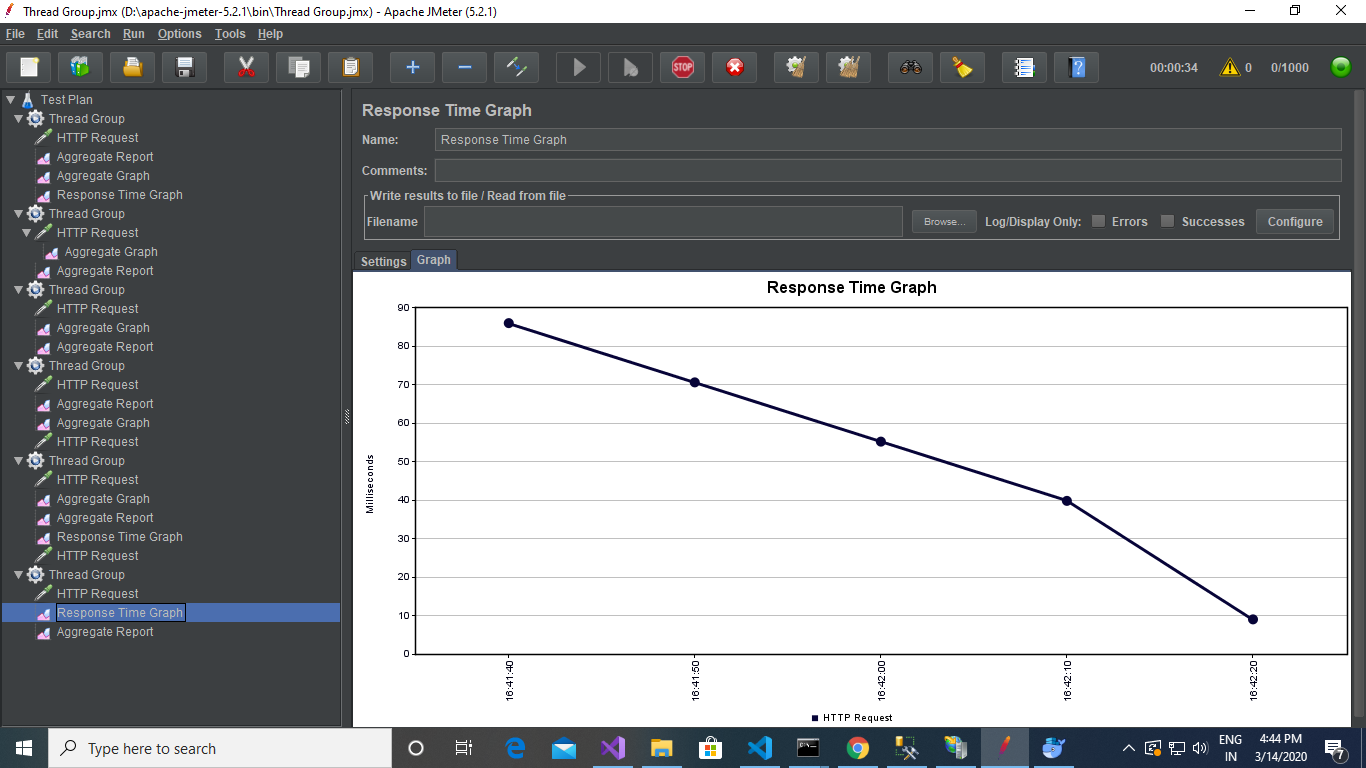 Thread Group.jmx (D:\apache-jmeter-5.2.1\bin\Thread Group.jmx) - Apache JMeter (5.2.1)
File Edit Search Run Options Tools Help
STOP ? 00:00:34 0 0/1000
Test Plan
Thread Group
HTTP Request
Aggregate Report
Aggregate Graph
Response Time Graph
Thread Group
HTTP Request
Aggregate Graph
Aggregate Report
Thread Group
HTTP Request
Aggregate Graph
Aggregate Report
Thread Group
HTTP Request
Aggregate Report
Aggregate Graph
HTTP Request
Thread Group
HTTP Request
Aggregate Graph
Aggregate Report
Response Time Graph
HTTP Request
Thread Group
HTTP Request
Response Time Graph
Aggregate Report
Response Time Graph
Name: Response Time Graph
Comments:
Write results to file / Read from file
Filename Browse... Log/Display Only: Errors Successes Configure
Settings Graph
Response Time Graph
90
80
70
60
50
40
30
20
10
0
Milliseconds
16:41:40 16:41:50 16:42:00 16:42:10 16:42:20
HTTP Request
Type here to search
ENG
IN
4:44 PM
3/14/2020
7